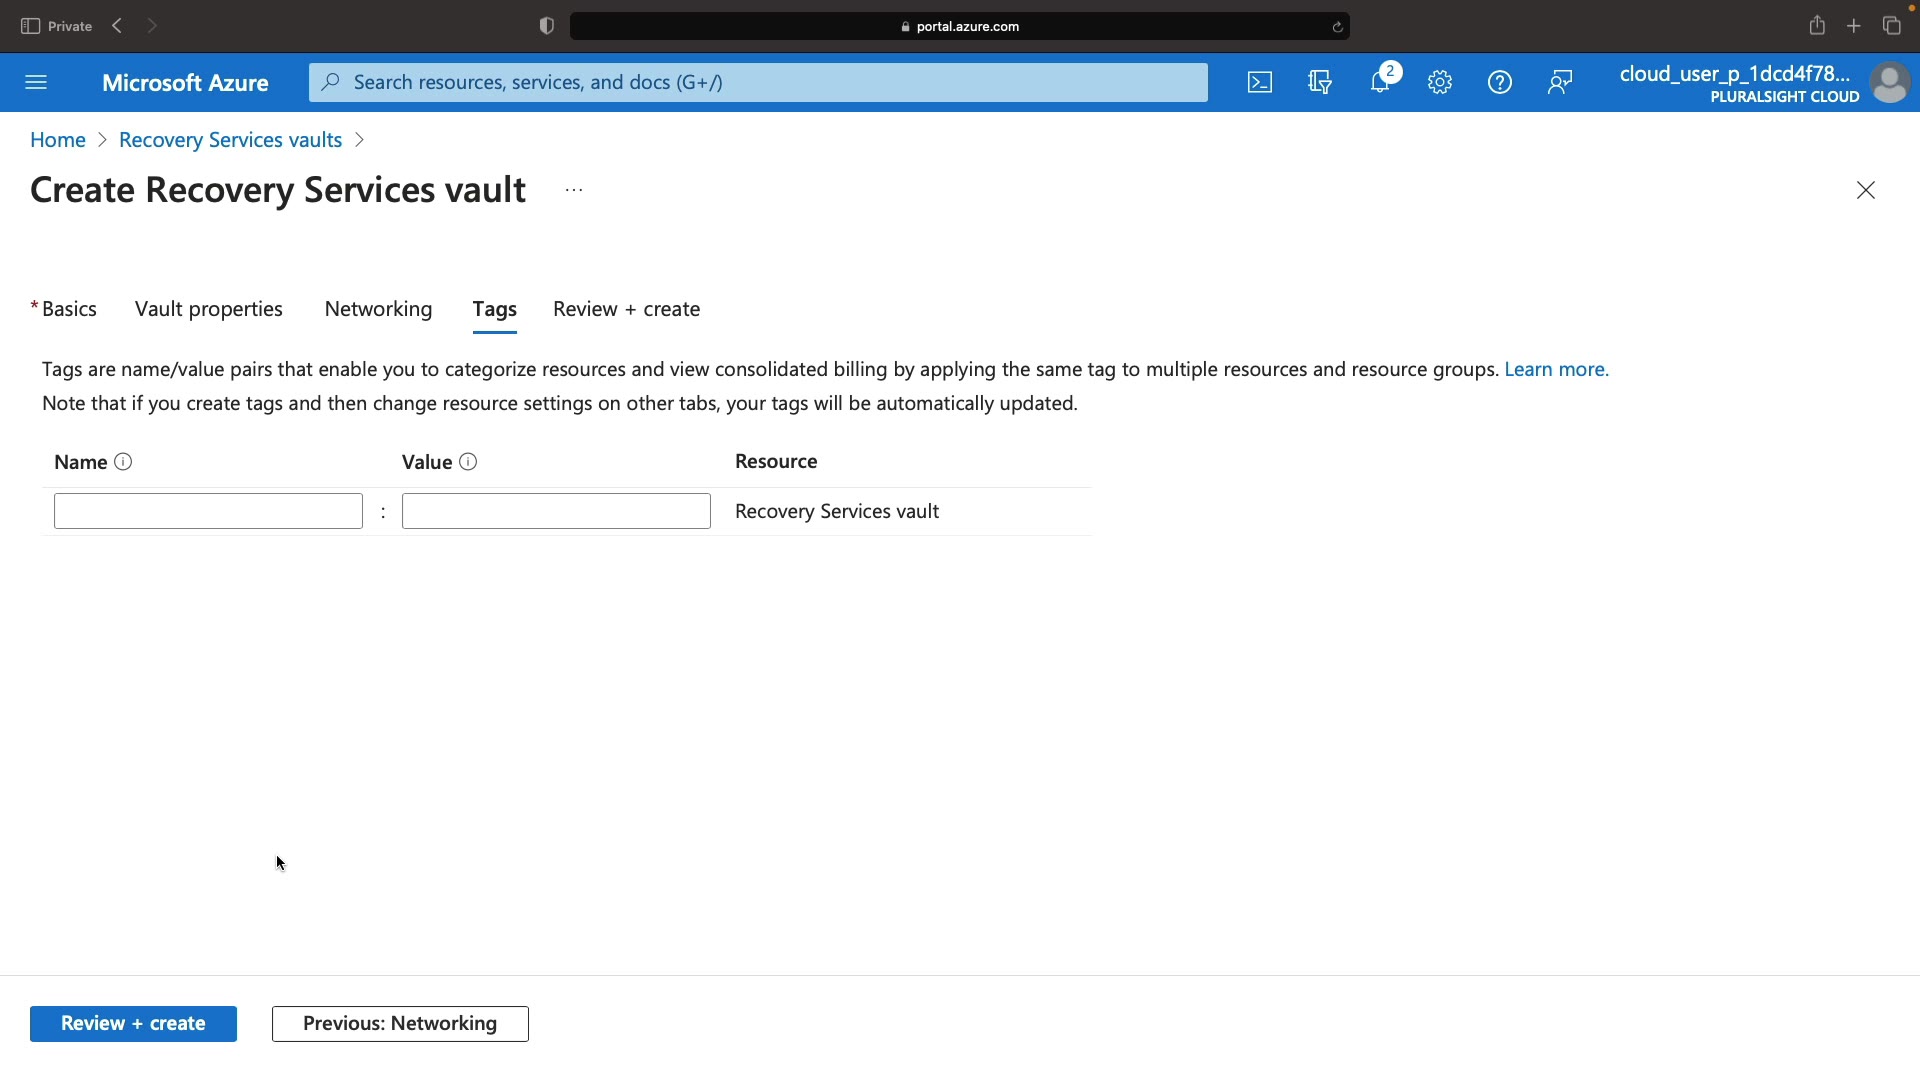 Private
portal.azure.com
Microsoft Azure
Search resources, services, and docs (G+/)
2
cloud_user_p_1dcd4f78...
PLURALSIGHT CLOUD
Home > Recovery Services vaults >
Create Recovery Services vault ...
* Basics Vault properties Networking Tags Review + create
Tags are name/value pairs that enable you to categorize resources and view consolidated billing by applying the same tag to multiple resources and resource groups. Learn more.
Note that if you create tags and then change resource settings on other tabs, your tags will be automatically updated.
Name Value Resource
: Recovery Services vault
Review + create Previous: Networking